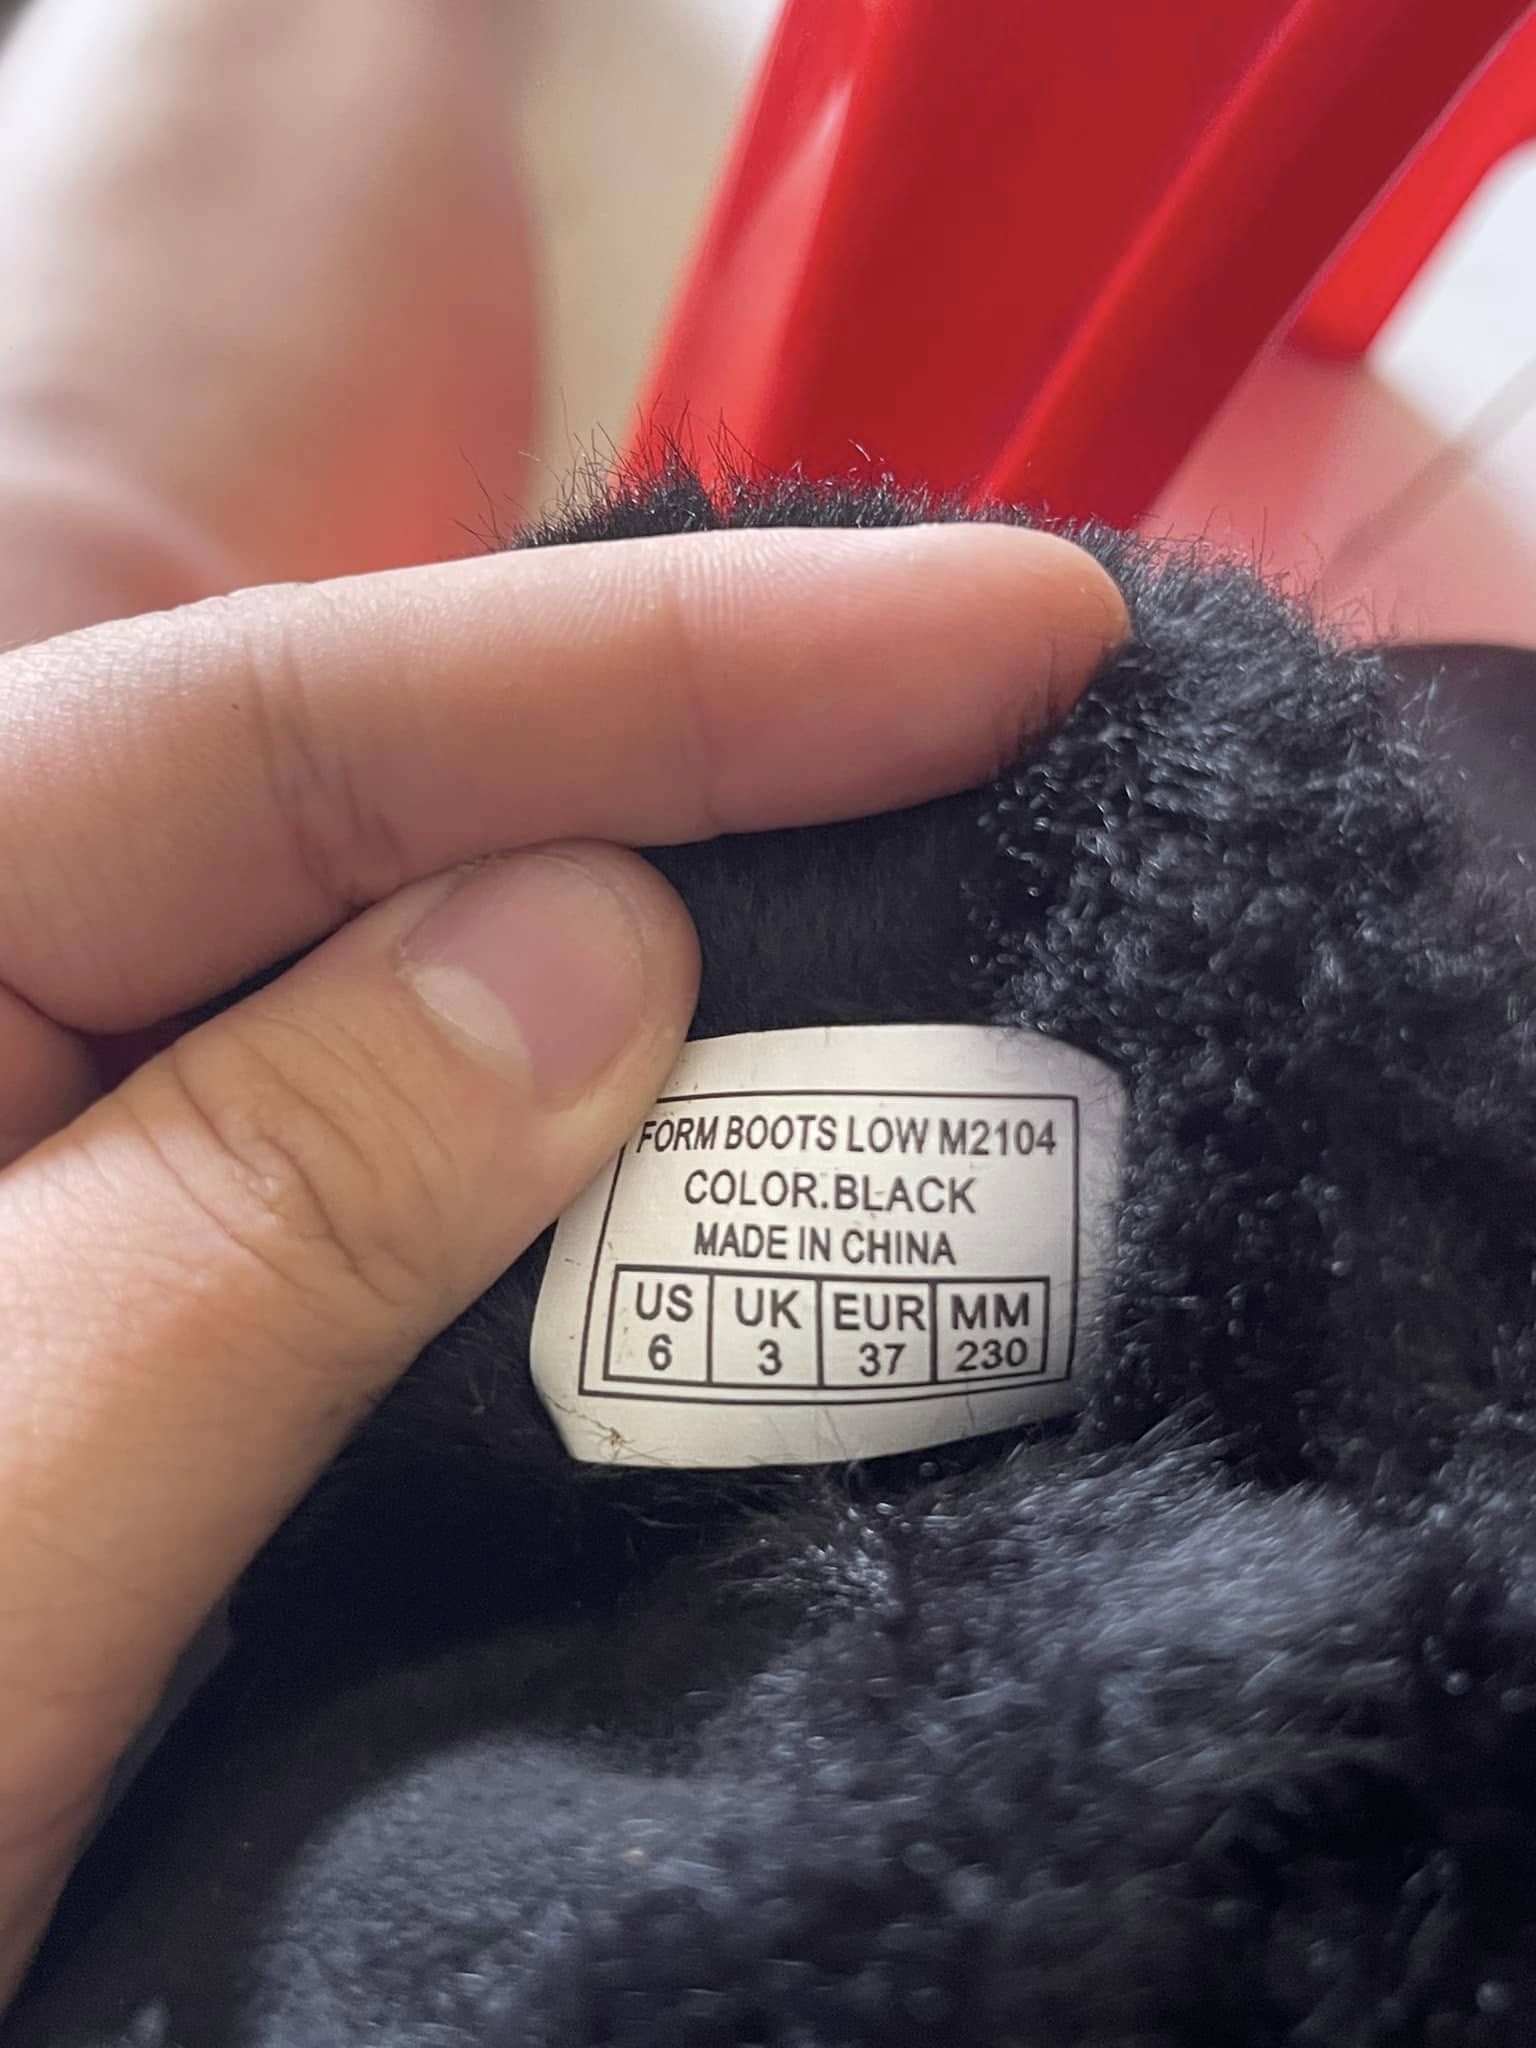 FORM BOOTS LOW M2104
COLOR.BLACK
MADE IN CHINA
US UK EUR MM
6 3 37 230